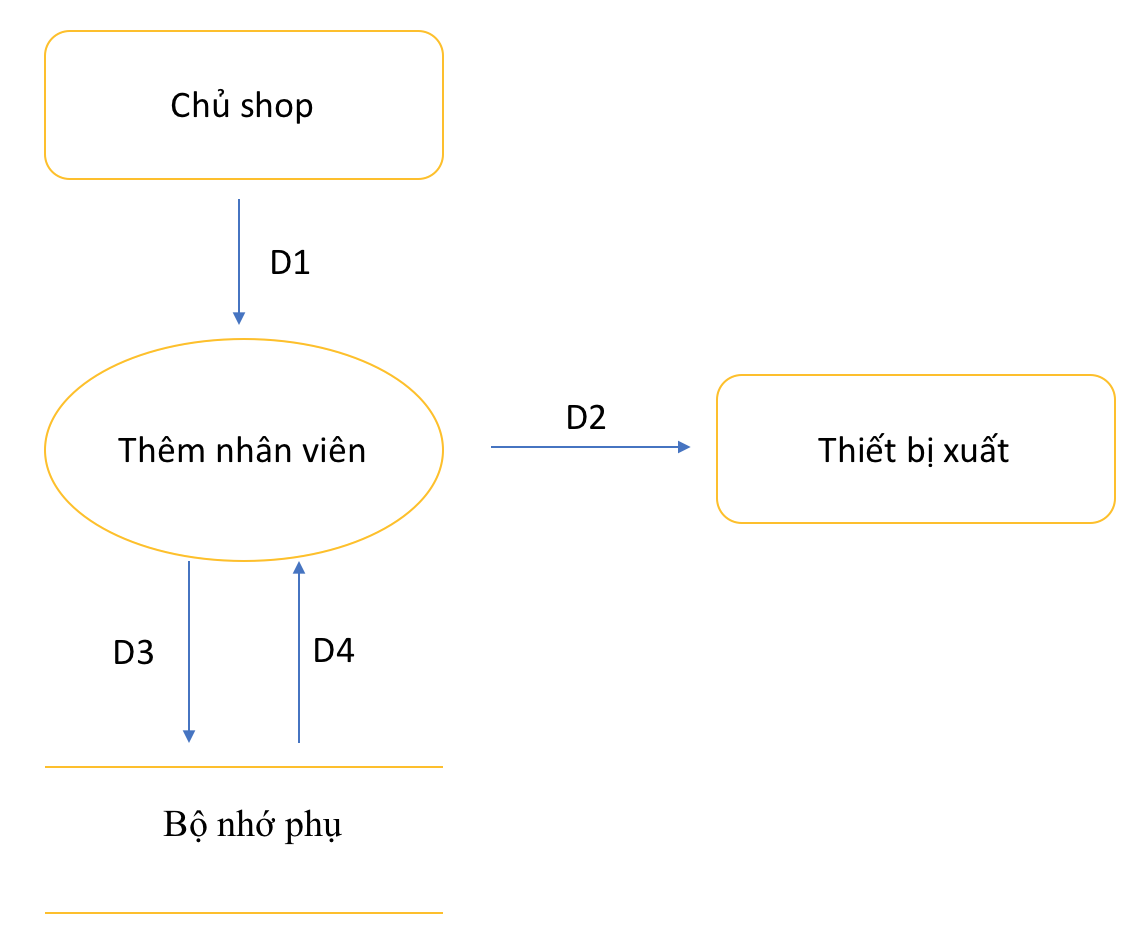 Chủ shop
D1
Thêm nhân viên
D2
Thiết bị xuất
D3
D4
Bộ nhớ phụ